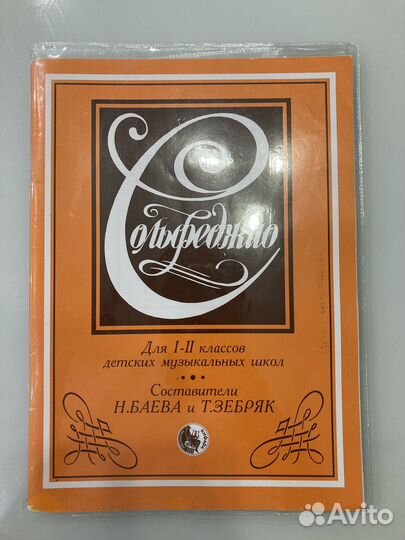 Сольфеджио
Для I-II классов
детских музыкальных школ
Составители
Н.БАЕВА и Т.ЗЕБРЯК
Avito